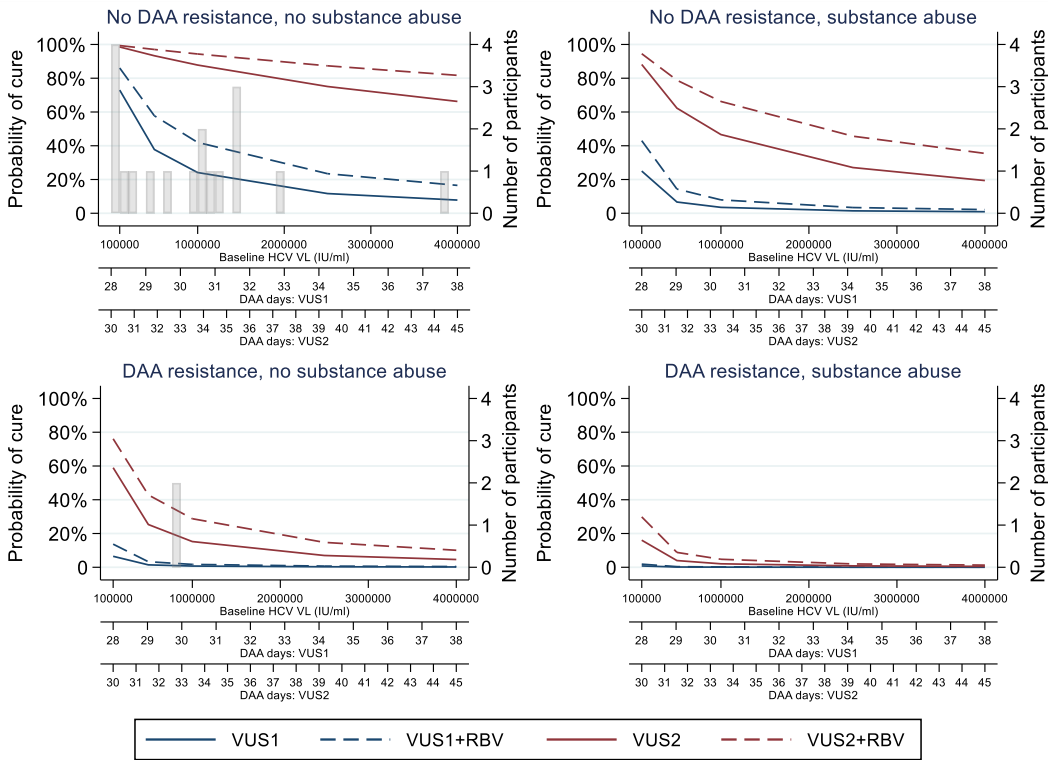 No DAA resistance, no substance abuse
Probability of cure
100%
80%
60%
40%
20%
0
4
3
2
1
0
Number of participants
100000 1000000 2000000 3000000 4000000
Baseline HCV VL (IU/ml)
28 29 30 31 32 33 34 35 36 37 38
DAA days: VUS1
30 31 32 33 34 35 36 37 38 39 40 41 42 43 44 45
DAA days: VUS2
No DAA resistance, substance abuse
Probability of cure
100%
80%
60%
40%
20%
0
4
3
2
1
0
Number of participants
100000 1000000 2000000 3000000 4000000
Baseline HCV VL (IU/ml)
28 29 30 31 32 33 34 35 36 37 38
DAA days: VUS1
30 31 32 33 34 35 36 37 38 39 40 41 42 43 44 45
DAA days: VUS2
DAA resistance, no substance abuse
Probability of cure
100%
80%
60%
40%
20%
0
4
3
2
1
0
Number of participants
100000 1000000 2000000 3000000 4000000
Baseline HCV VL (IU/ml)
28 29 30 31 32 33 34 35 36 37 38
DAA days: VUS1
30 31 32 33 34 35 36 37 38 39 40 41 42 43 44 45
DAA days: VUS2
DAA resistance, substance abuse
Probability of cure
100%
80%
60%
40%
20%
0
4
3
2
1
0
Number of participants
100000 1000000 2000000 3000000 4000000
Baseline HCV VL (IU/ml)
28 29 30 31 32 33 34 35 36 37 38
DAA days: VUS1
30 31 32 33 34 35 36 37 38 39 40 41 42 43 44 45
DAA days: VUS2
VUS1 VUS1+RBV VUS2 VUS2+RBV